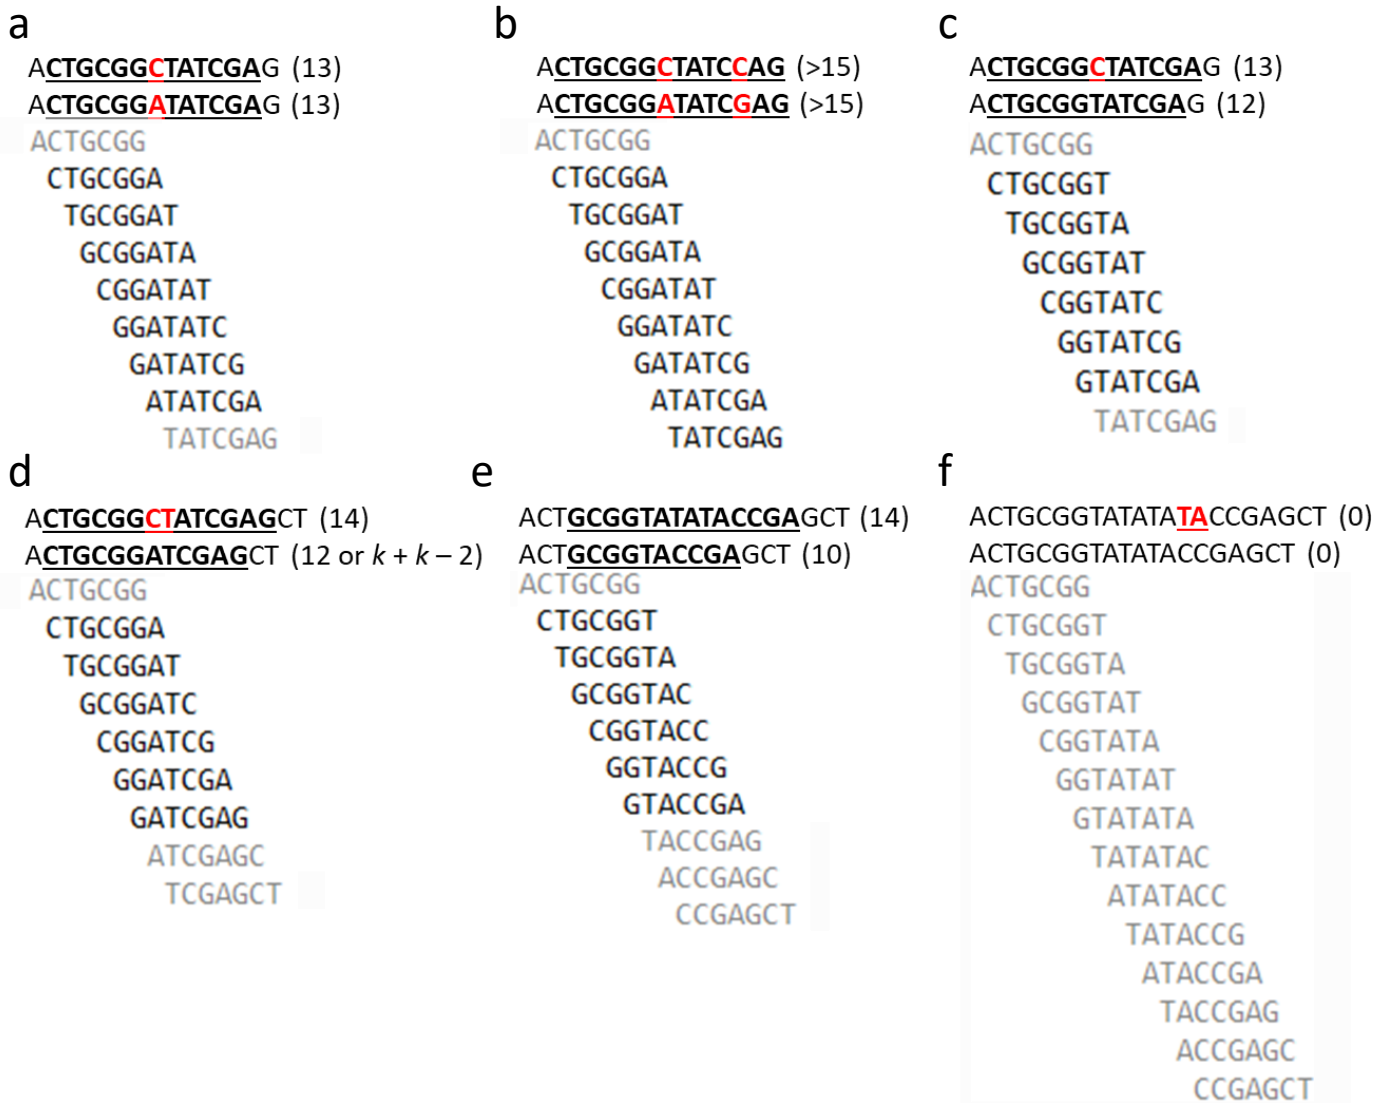 a
ACTGCGGCTATCGAG (13)
ACTGCGGATATCGAG (13)
ACTGCGG
CTGCGGA
TGCGGAT
GCGGATA
CGGATAT
GGATATC
GATATCG
ATATCGA
TATCGAG
b
ACTGCGGCTATCCAG (>15)
ACTGCGGATATCGAG (>15)
ACTGCGG
CTGCGGA
TGCGGAT
GCGGATA
CGGATAT
GGATATC
GATATCG
ATATCGA
TATCGAG
c
ACTGCGGCTATCGAG (13)
ACTGCGGTATCGAG (12)
ACTGCGG
CTGCGGT
TGCGGTA
GCGGTAT
CGGTATC
GGTATCG
GTATCGA
TATCGAG
d
ACTGCGGCTATCGAGCT (14)
ACTGCGGATCGAGCT (12 or k + k − 2)
ACTGCGG
CTGCGGA
TGCGGAT
GCGGATC
CGGATCG
GGATCGA
GATCGAG
ATCGAGC
TCGAGCT
e
ACTGCGGTATATACCGAGCT (14)
ACTGCGGTACCGAGCT (10)
ACTGCGG
CTGCGGT
TGCGGTA
GCGGTAC
CGGTACC
GGTACCG
GTACCGA
TACCGAG
ACCGAGC
CCGAGCT
f
ACTGCGGTATATATACCGAGCT (0)
ACTGCGGTATATACCGAGCT (0)
ACTGCGG
CTGCGGT
TGCGGTA
GCGGTAT
CGGTATA
GGTATAT
GTATATA
TATATAC
ATATACC
TATACCG
ATACCGA
TACCGAG
ACCGAGC
CCGAGCT